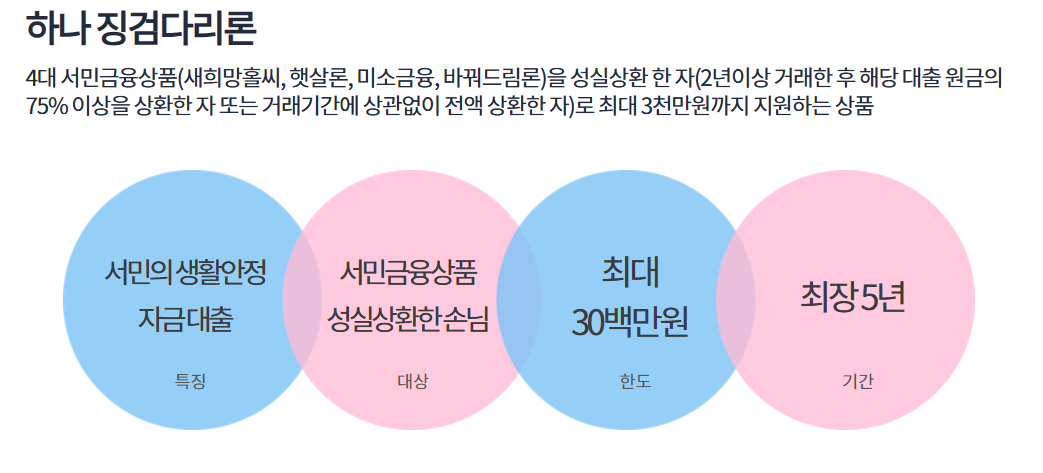 하나 징검다리론
4대 서민금융상품(새희망홀씨, 햇살론, 미소금융, 바꿔드림론)을 성실상환 한 자(2년이상 거래한 후 해당 대출 원금의
75% 이상을 상환한 자 또는 거래기간에 상관없이 전액 상환한 자)로 최대 3천만원까지 지원하는 상품
서민의 생활안정
자금 대출
특징
서민금융상품
성실상환한 손님
대상
최대
30백만원
한도
최장 5년
기간